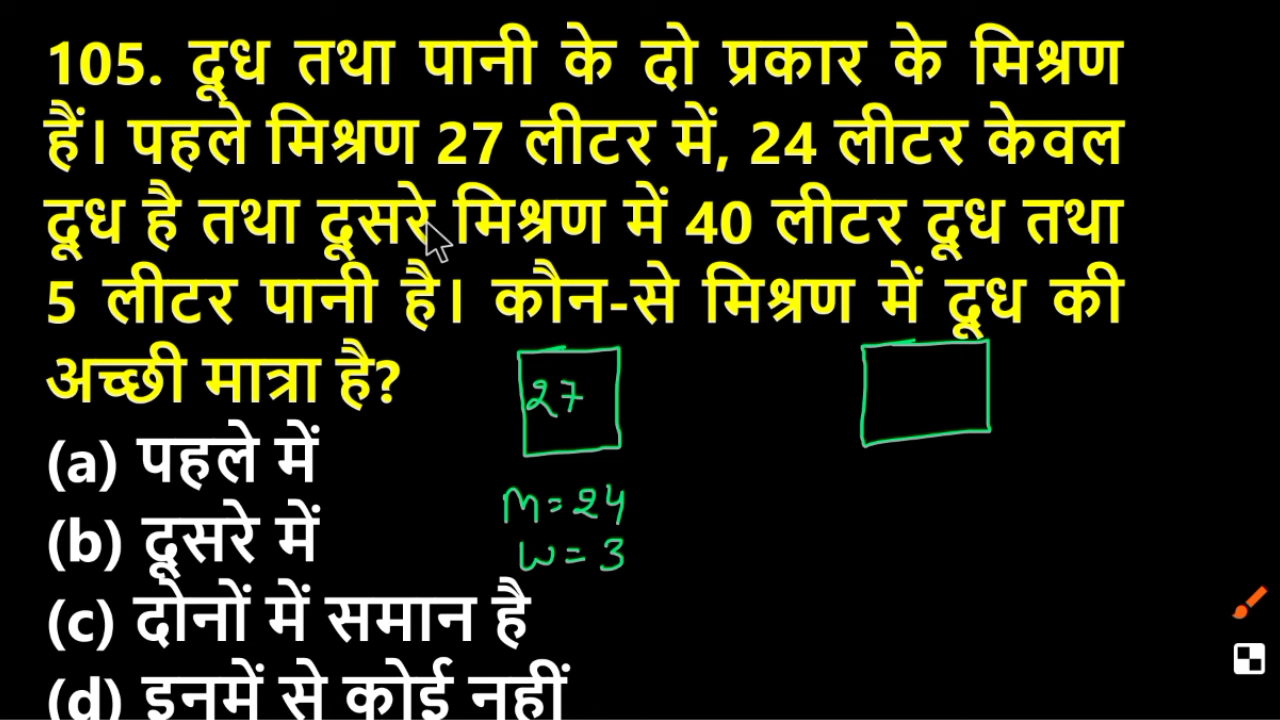 105. दूध तथा पानी के दो प्रकार के मिश्रण
हैं। पहले मिश्रण 27 लीटर में, 24 लीटर केवल
दूध है तथा दूसरे मिश्रण में 40 लीटर दूध तथा
5 लीटर पानी है। कौन-से मिश्रण में दूध की
अच्छी मात्रा है?
27
(a) पहले में
M=24
(b) दूसरे में
W=3
(c) दोनों में समान है
(d) इनमें से कोई नहीं